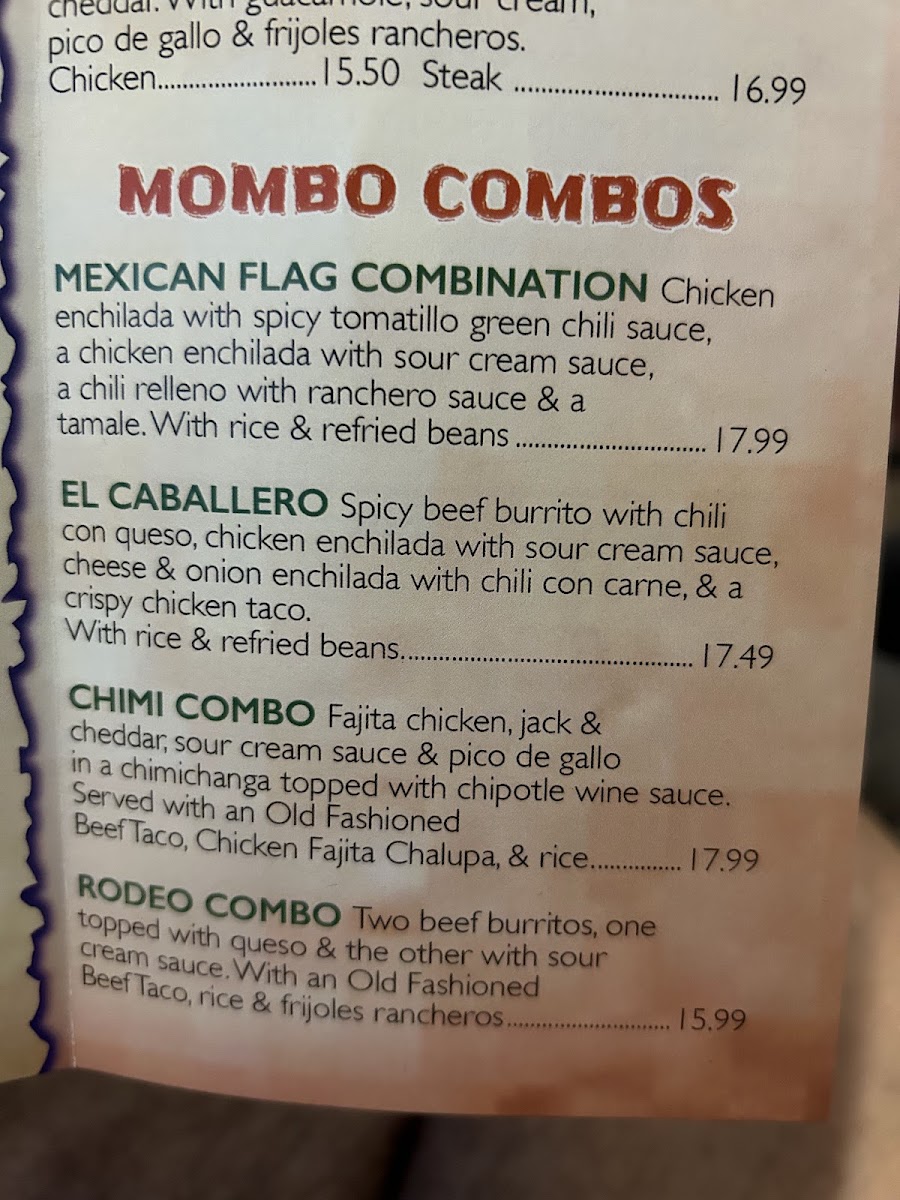 cheddar. With guacamole, sour cream,
pico de gallo & frijoles rancheros.
Chicken..........................15.50 Steak ................................ 16.99
MOMBO COMBOS
MEXICAN FLAG COMBINATION Chicken
enchilada with spicy tomatillo green chili sauce,
a chicken enchilada with sour cream sauce,
a chili relleno with ranchero sauce & a
tamale. With rice & refried beans .............................. 17.99
EL CABALLERO Spicy beef burrito with chili
con queso, chicken enchilada with sour cream sauce,
cheese & onion enchilada with chili con carne, & a
crispy chicken taco.
With rice & refried beans.............................................. 17.49
CHIMI COMBO Fajita chicken, jack &
cheddar, sour cream sauce & pico de gallo
in a chimichanga topped with chipotle wine sauce.
Served with an Old Fashioned
Beef Taco, Chicken Fajita Chalupa, & rice............... 17.99
RODEO COMBO Two beef burritos, one
topped with queso & the other with sour
cream sauce. With an Old Fashioned
Beef Taco, rice & frijoles rancheros........................... 15.99